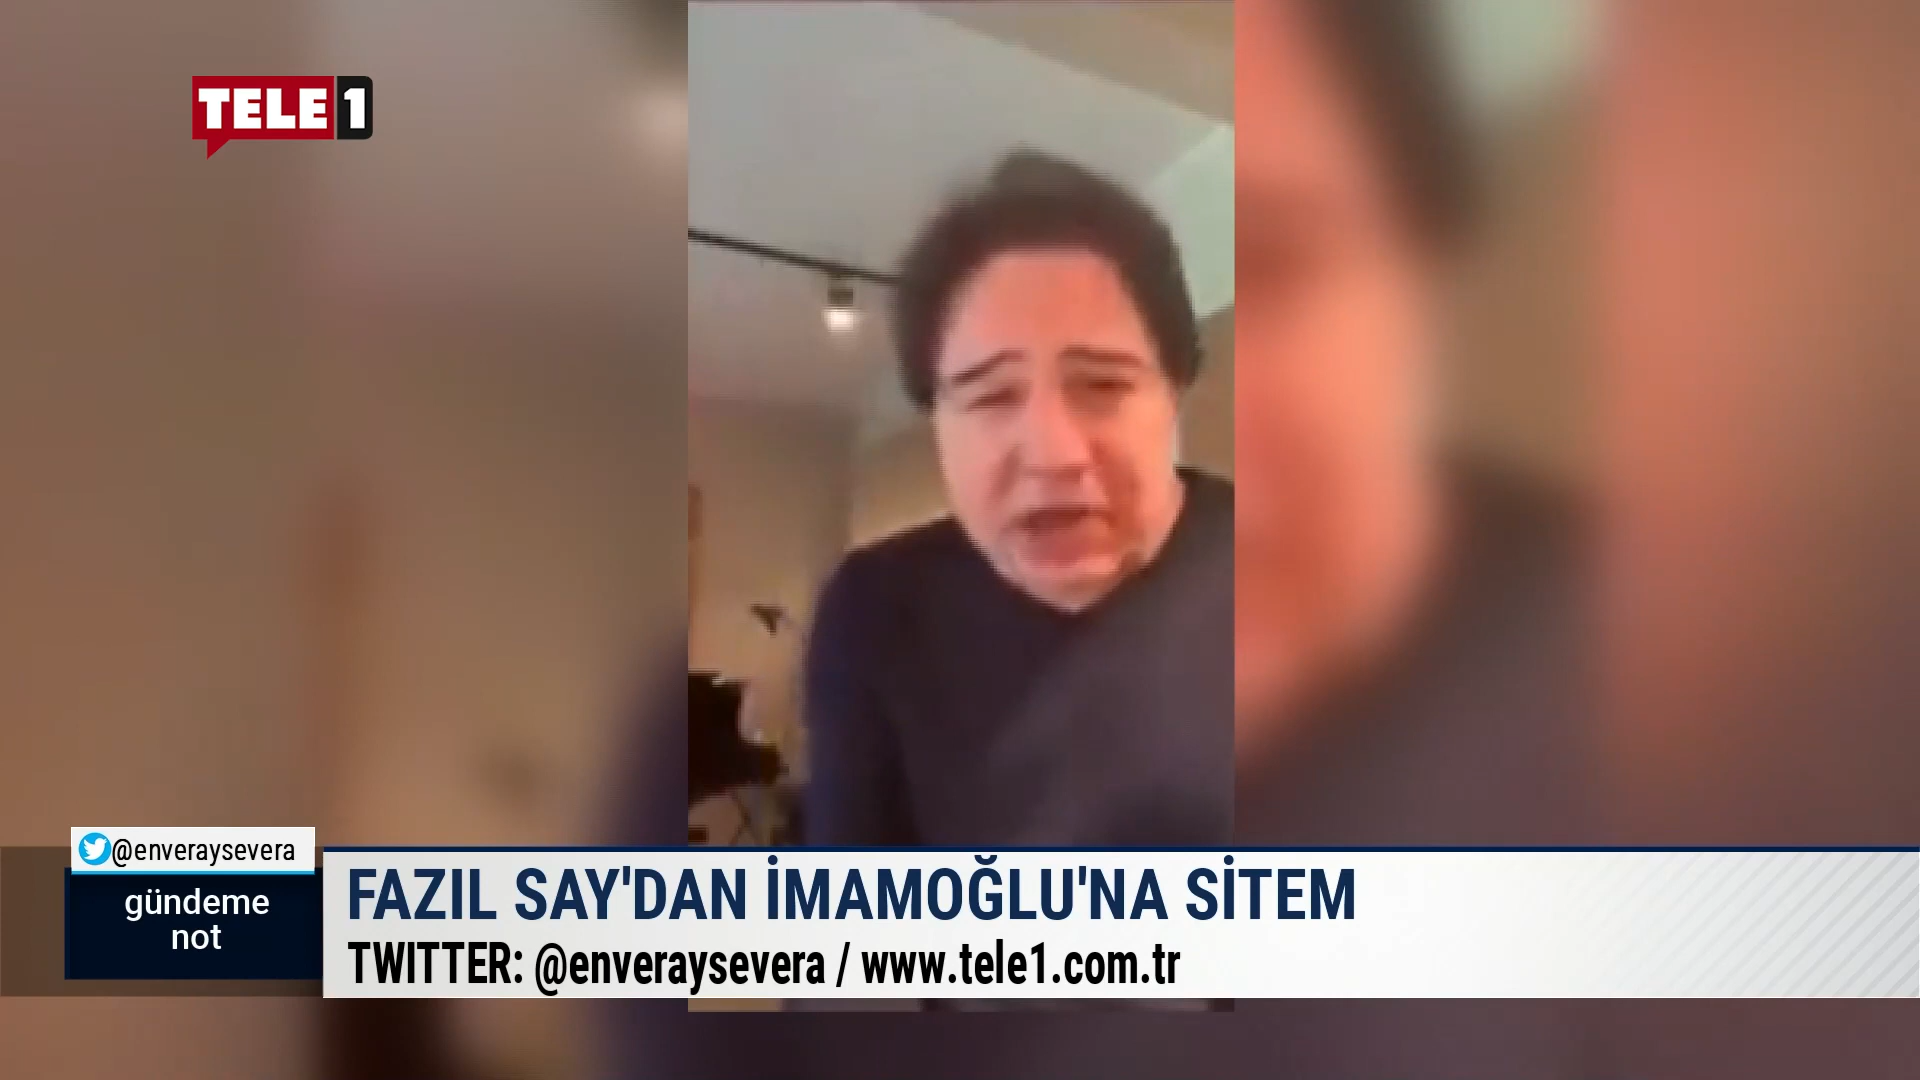 TELE1
@enveraysevera
gündeme
not
FAZIL SAY'DAN İMAMOĞLU'NA SİTEM
TWITTER: @enveraysevera / www.tele1.com.tr